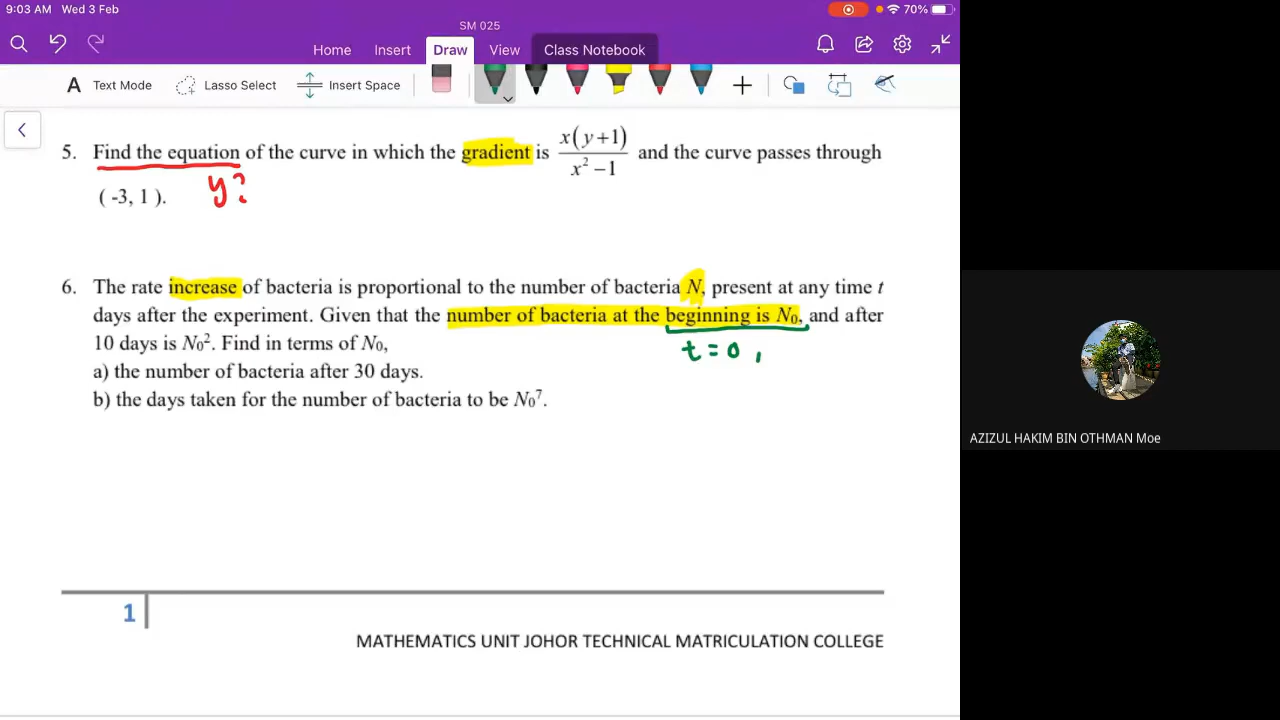 9:03 AM Wed 3 Feb
70%
SM 025
Home Insert Draw View Class Notebook
A Text Mode Lasso Select Insert Space
5. Find the equation of the curve in which the gradient is x(y+1)/(x² −1) and the curve passes through
( -3, 1 ). y?
6. The rate increase of bacteria is proportional to the number of bacteria N, present at any time t
days after the experiment. Given that the number of bacteria at the beginning is N₀, and after
10 days is N₀². Find in terms of N₀,
t = 0 ,
a) the number of bacteria after 30 days.
b) the days taken for the number of bacteria to be N₀⁷.
AZIZUL HAKIM BIN OTHMAN Moe
1
MATHEMATICS UNIT JOHOR TECHNICAL MATRICULATION COLLEGE